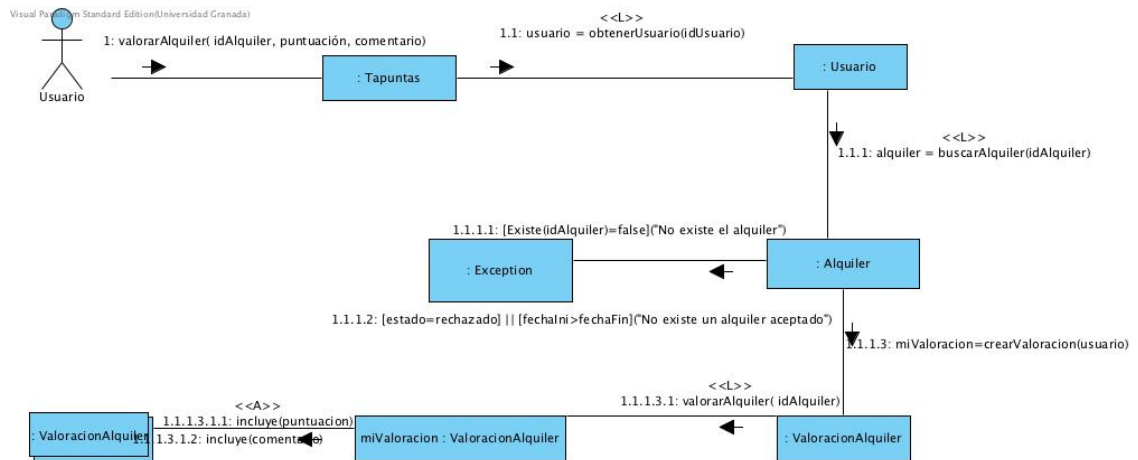 Visual Paradigm Standard Edition(Universidad Granada)
<<L>>
1.1: usuario = obtenerUsuario(idUsuario)
1: valorarAlquiler( idAlquiler, puntuación, comentario)
: Tapuntas
: Usuario
Usuario
<<L>>
1.1.1: alquiler = buscarAlquiler(idAlquiler)
1.1.1.1: [Existe(idAlquiler)=false]("No existe el alquiler")
: Exception
: Alquiler
1.1.1.2: [estado=rechazado] || [fechaIni>fechaFin]("No existe un alquiler aceptado")
1.1.1.3: miValoracion=crearValoracion(usuario)
<<L>>
1.1.1.3.1: valorarAlquiler( idAlquiler)
<<A>>
1.1.1.3.1.1: incluye(puntuacion)
1.1.1.3.1.2: incluye(comentario)
: ValoracionAlquiler
miValoracion : ValoracionAlquiler
: ValoracionAlquiler